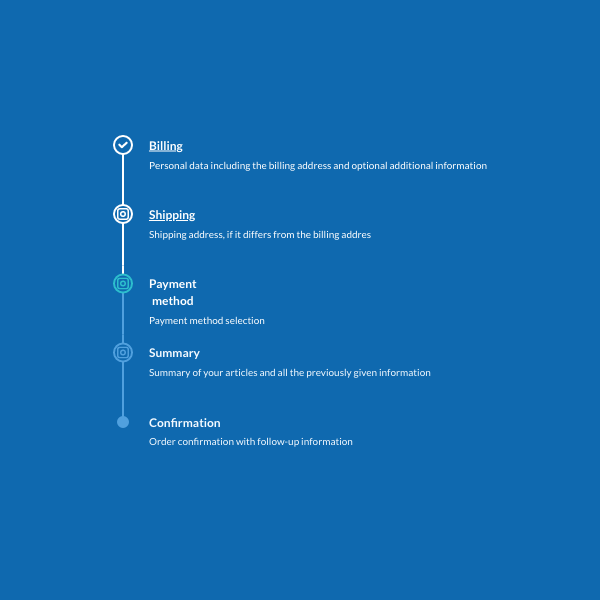 Billing
Personal data including the billing address and optional additional information
Shipping
Shipping address, if it differs from the billing addres
Payment
method
Payment method selection
Summary
Summary of your articles and all the previously given information
Confirmation
Order confirmation with follow-up information